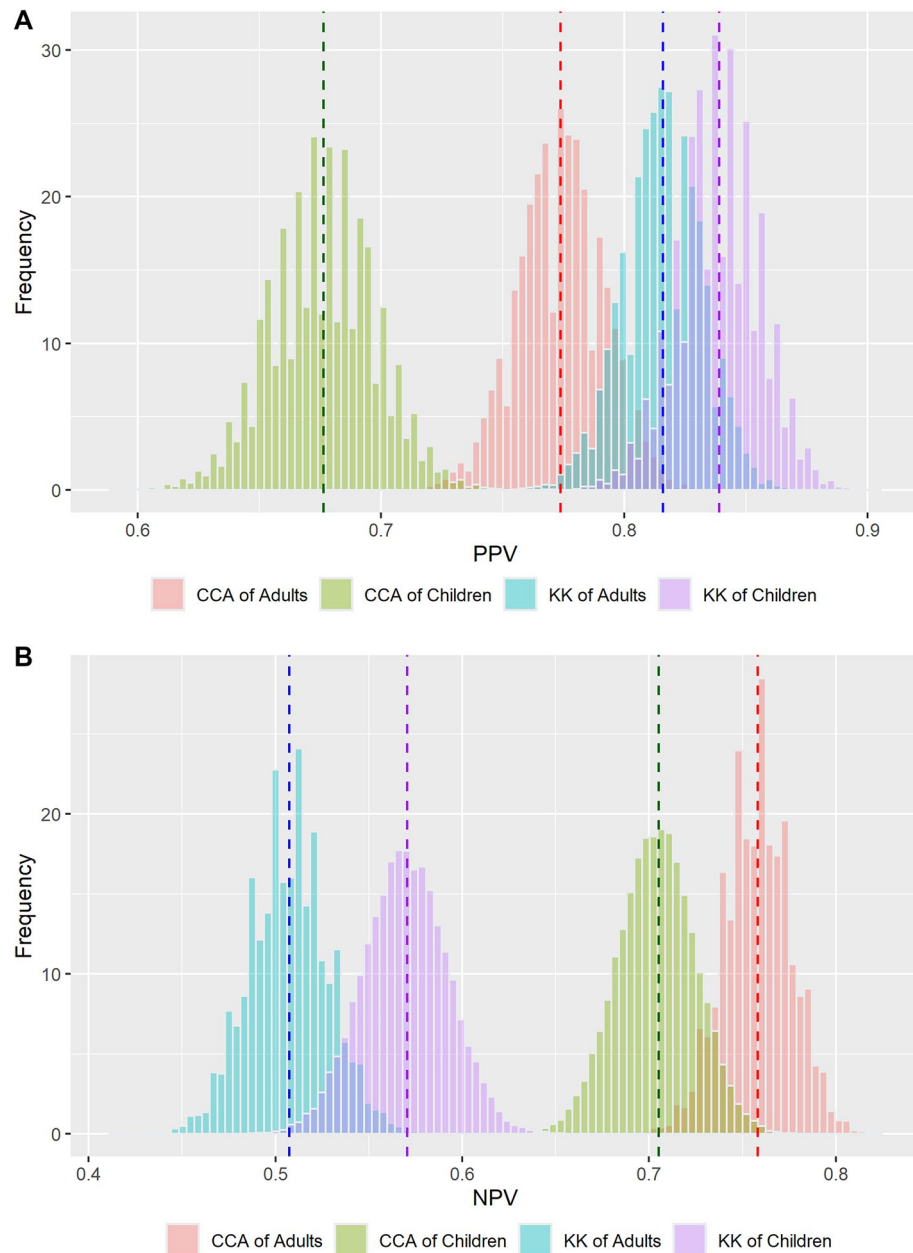 A
30
20
10
0
Frequency
0.6 0.7 0.8 0.9
PPV
CCA of Adults CCA of Children KK of Adults KK of Children
B
20
10
0
Frequency
0.4 0.5 0.6 0.7 0.8
NPV
CCA of Adults CCA of Children KK of Adults KK of Children